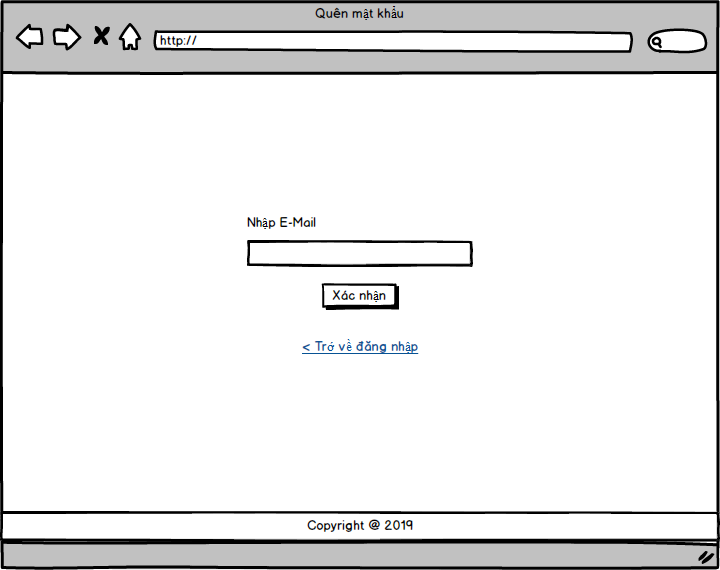 Quên mật khẩu
http://
Nhập E-Mail
Xác nhận
< Trở về đăng nhập
Copyright @ 2019